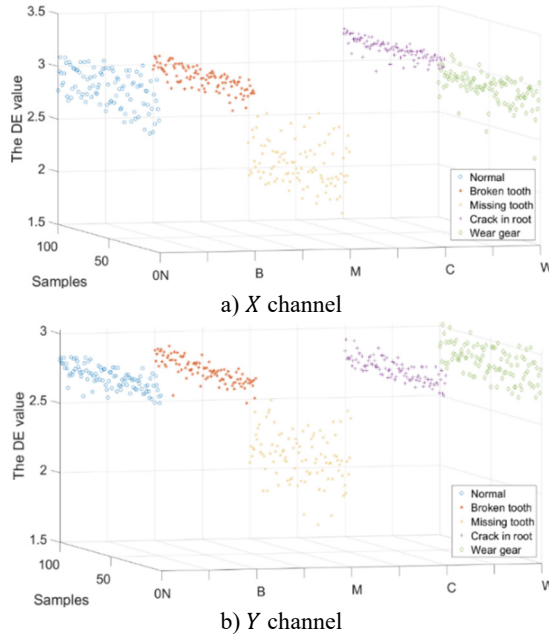 3.5
3
2.5
2
1.5
The DE value
100
50
0
Samples
N
B
M
C
W
Normal
Broken tooth
Missing tooth
Crack in root
Wear gear
a) X channel
3
2.5
2
1.5
The DE value
100
50
0
Samples
N
B
M
C
W
Normal
Broken tooth
Missing tooth
Crack in root
Wear gear
b) Y channel